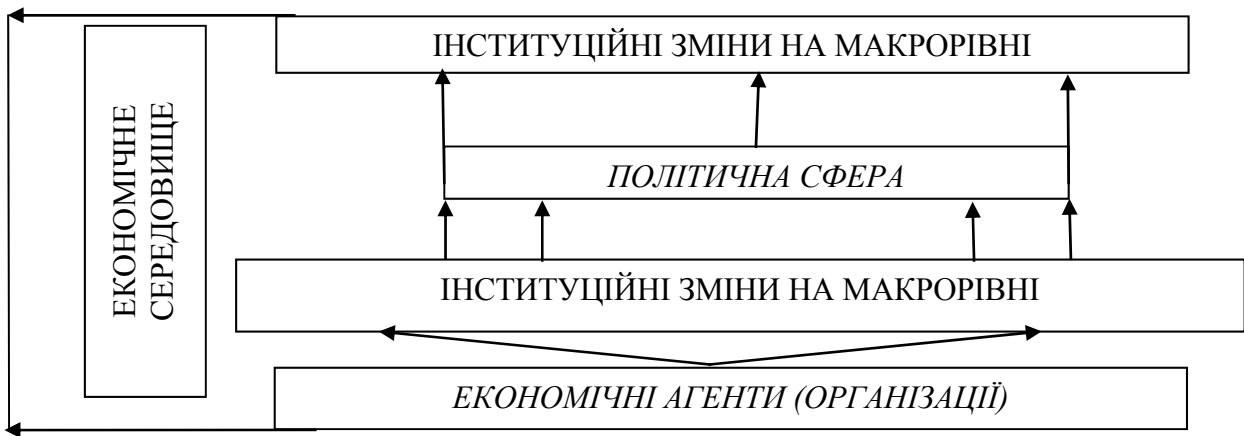 ІНСТИТУЦІЙНІ ЗМІНИ НА МАКРОРІВНІ
ЕКОНОМІЧНЕ
СЕРЕДОВИЩЕ
ПОЛІТИЧНА СФЕРА
ІНСТИТУЦІЙНІ ЗМІНИ НА МАКРОРІВНІ
ЕКОНОМІЧНІ АГЕНТИ (ОРГАНІЗАЦІЇ)